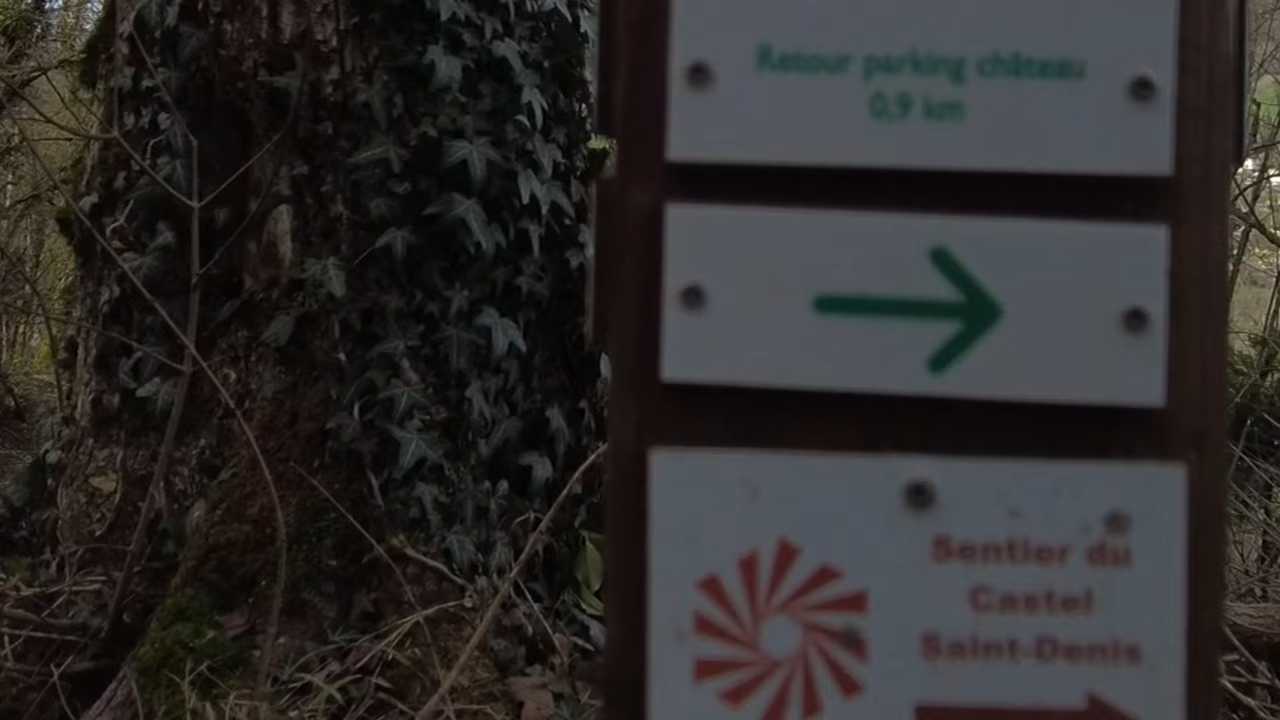 Retour parking château
0,9 km
Sentier du
Castel
Saint-Denis